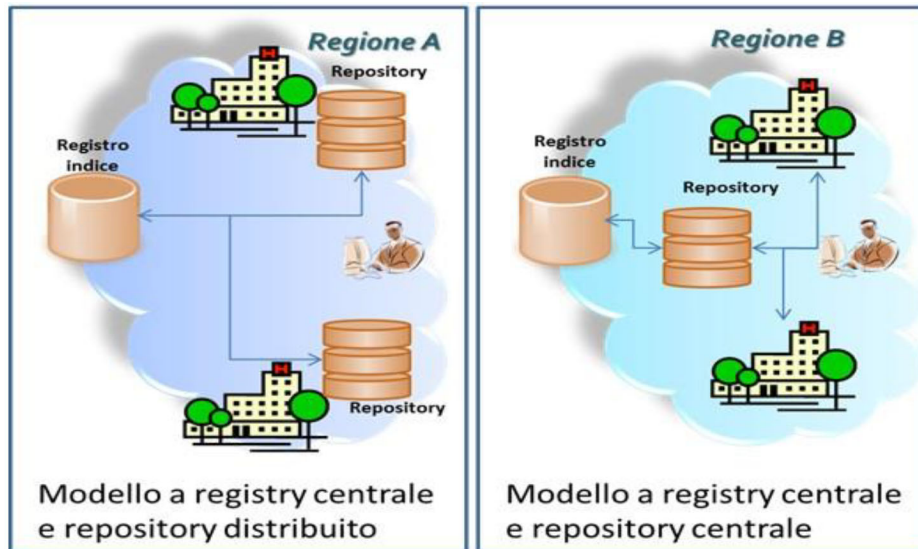 Regione A
Repository
Registro
indice
Repository
Modello a registry centrale
e repository distribuito
Regione B
Registro
indice
Repository
Modello a registry centrale
e repository centrale
H
H
H
H